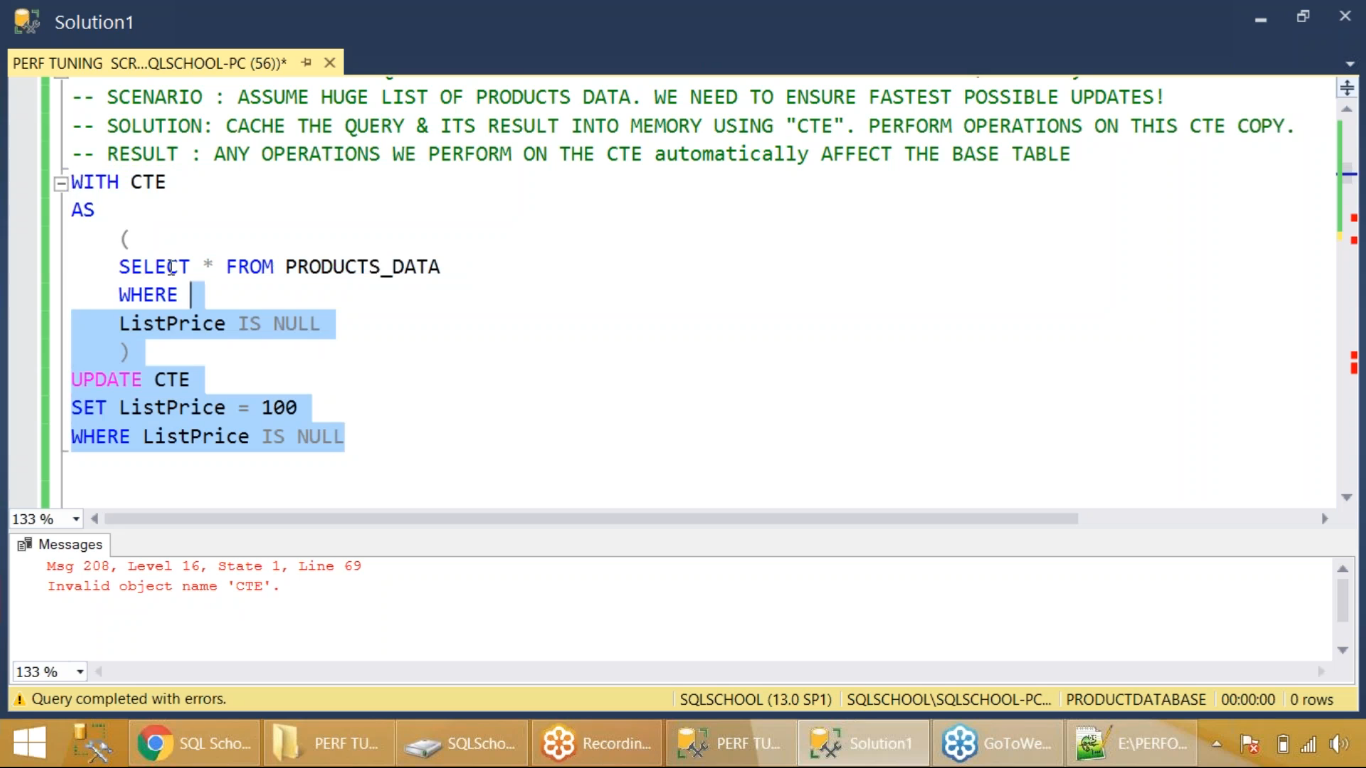 Solution1
PERF TUNING SCR...QLSCHOOL-PC (56))*
-- SCENARIO : ASSUME HUGE LIST OF PRODUCTS DATA. WE NEED TO ENSURE FASTEST POSSIBLE UPDATES!
-- SOLUTION: CACHE THE QUERY & ITS RESULT INTO MEMORY USING "CTE". PERFORM OPERATIONS ON THIS CTE COPY.
-- RESULT : ANY OPERATIONS WE PERFORM ON THE CTE automatically AFFECT THE BASE TABLE
WITH CTE
AS
(
SELECT * FROM PRODUCTS_DATA
WHERE
ListPrice IS NULL
)
UPDATE CTE
SET ListPrice = 100
WHERE ListPrice IS NULL
133 %
Messages
Msg 208, Level 16, State 1, Line 69
Invalid object name 'CTE'.
133 %
Query completed with errors. SQLSCHOOL (13.0 SP1) SQLSCHOOL\SQLSCHOOL-PC... PRODUCTDATABASE 00:00:00 0 rows
SQL Scho... PERF TU... SQLScho... Recordin... PERF TU... Solution1 GoToWe... E:\PERFO...